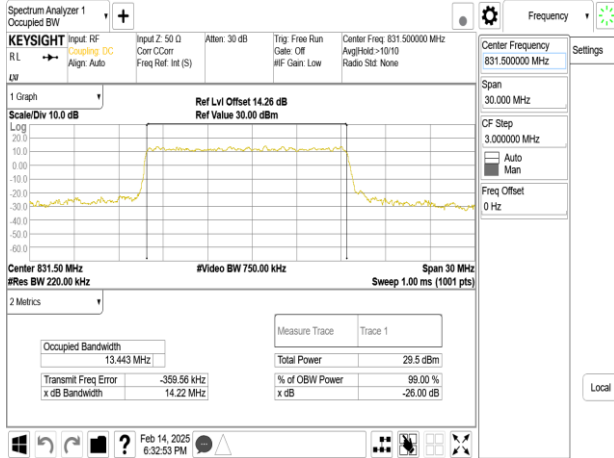 Spectrum Analyzer 1
Occupied BW
+
Frequency
KEYSIGHT Input: RF Input Z: 50 Ω Atten: 30 dB Trig: Free Run Center Freq: 831.500000 MHz
Coupling: DC Corr CCorr Gate: Off Avg|Hold:>10/10
RL Align: Auto Freq Ref: Int (S) #IF Gain: Low Radio Std: None
Center Frequency
831.500000 MHz
Settings
Span
30.000 MHz
CF Step
3.000000 MHz
Auto
Man
Freq Offset
0 Hz
Local
1 Graph
Ref Lvl Offset 14.26 dB
Scale/Div 10.0 dB Ref Value 30.00 dBm
Log
20.0
10.0
0.00
-10.0
-20.0
-30.0
-40.0
-50.0
-60.0
Center 831.50 MHz #Video BW 750.00 kHz Span 30 MHz
#Res BW 220.00 kHz Sweep 1.00 ms (1001 pts)
2 Metrics
Measure Trace Trace 1
Occupied Bandwidth
13.443 MHz Total Power 29.5 dBm
Transmit Freq Error -359.56 kHz % of OBW Power 99.00 %
x dB Bandwidth 14.22 MHz x dB -26.00 dB
? Feb 14, 2025
6:32:53 PM